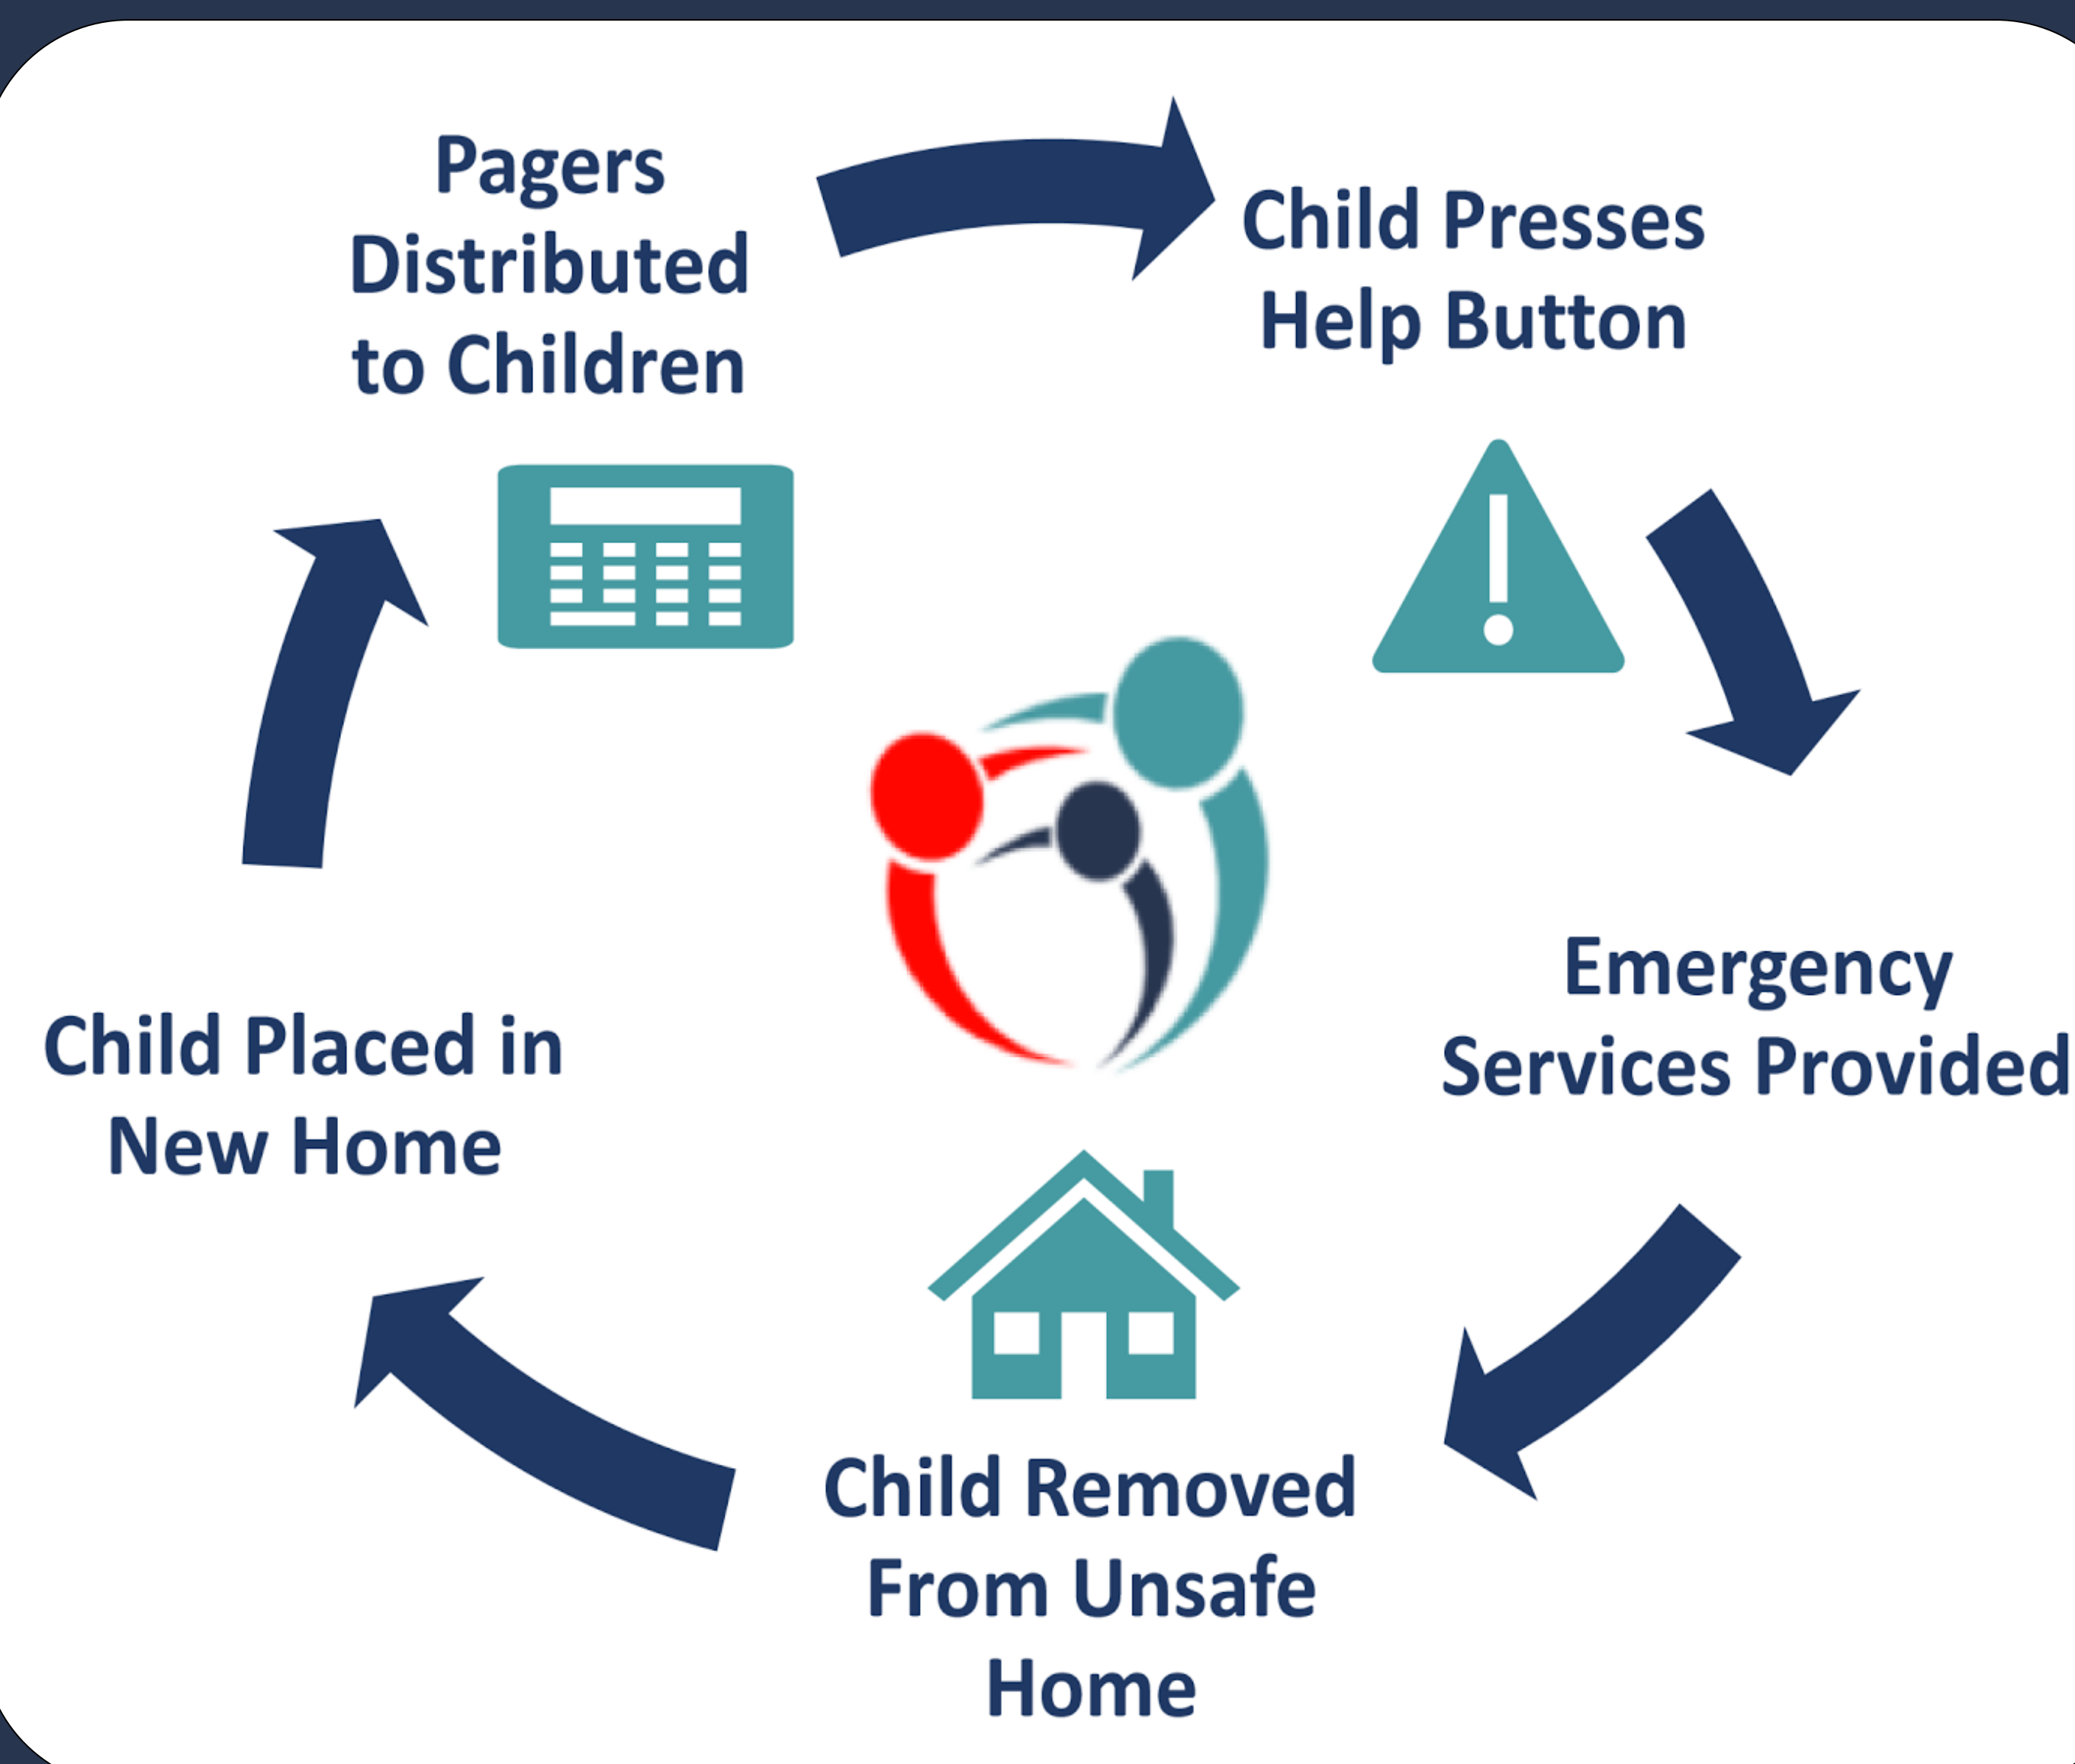 Pagers
Distributed
to Children
Child Presses
Help Button
Emergency
Services Provided
Child Removed
From Unsafe
Home
Child Placed in
New Home